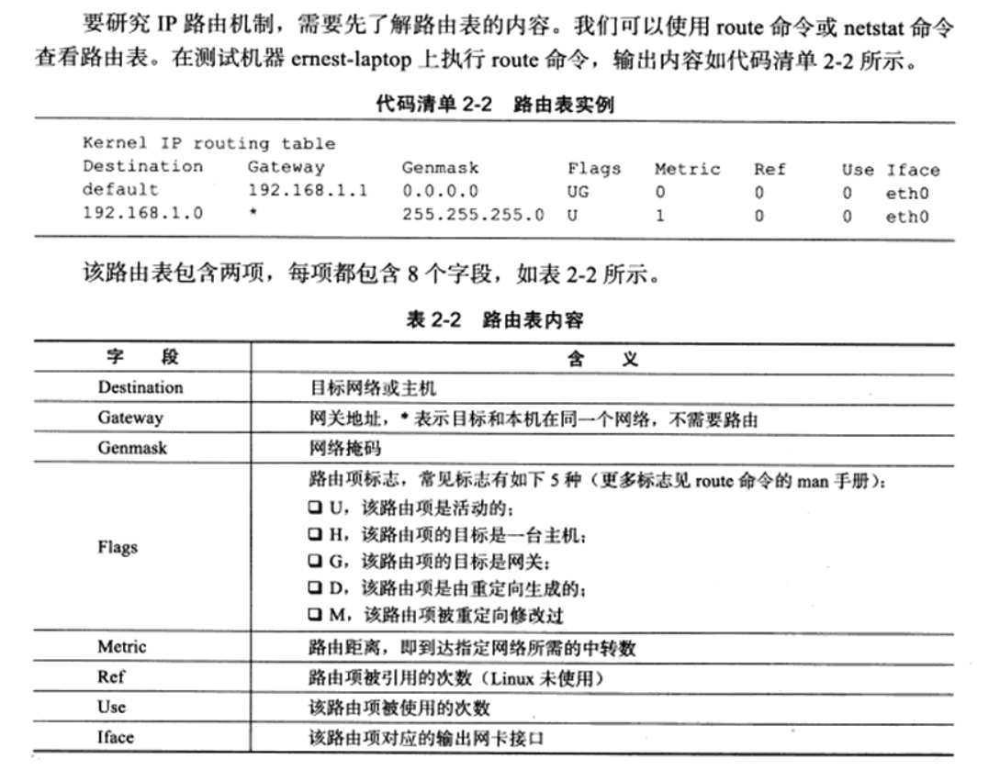 要研究 IP 路由机制，需要先了解路由表的内容。我们可以使用 route 命令或 netstat 命令
查看路由表。在测试机器 ernest-laptop 上执行 route 命令，输出内容如代码清单 2-2 所示。
代码清单 2-2 路由表实例
Kernel IP routing table
Destination Gateway Genmask Flags Metric Ref Use Iface
default 192.168.1.1 0.0.0.0 UG 0 0 0 eth0
192.168.1.0 * 255.255.255.0 U 1 0 0 eth0
该路由表包含两项，每项都包含 8 个字段，如表 2-2 所示。
表 2-2 路由表内容
字 段 含 义
Destination 目标网络或主机
Gateway 网关地址，* 表示目标和本机在同一个网络，不需要路由
Genmask 网络掩码
路由项标志，常见标志有如下 5 种（更多标志见 route 命令的 man 手册）：
❑ U，该路由项是活动的；
❑ H，该路由项的目标是一台主机；
Flags ❑ G，该路由项的目标是网关；
❑ D，该路由项是由重定向生成的；
❑ M，该路由项被重定向修改过
Metric 路由距离，即到达指定网络所需的中转数
Ref 路由项被引用的次数（Linux 未使用）
Use 该路由项被使用的次数
Iface 该路由项对应的输出网卡接口